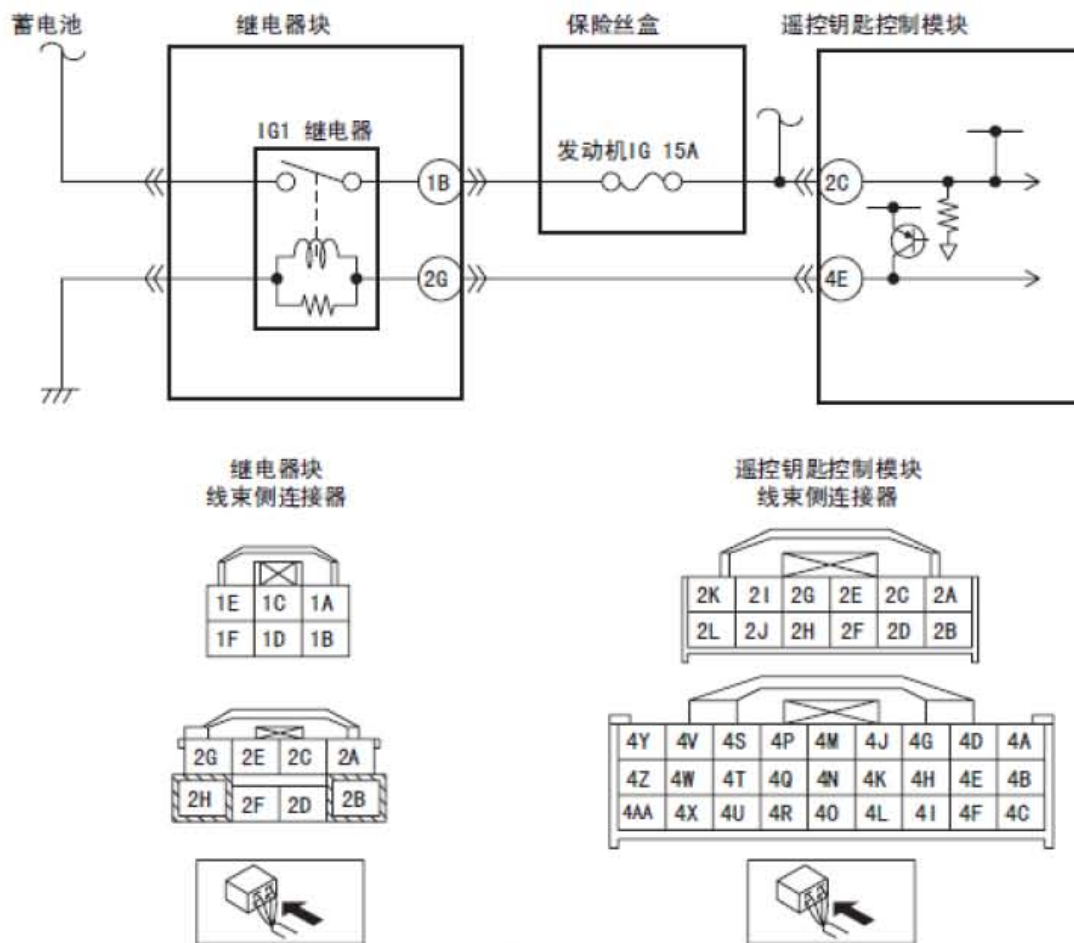 蓄电池
继电器块
保险丝盒
遥控钥匙控制模块
IG1 继电器
发动机IG 15A
1B
2C
2G
4E
继电器块
线束侧连接器
遥控钥匙控制模块
线束侧连接器
1E 1C 1A
1F 1D 1B
2K 2I 2G 2E 2C 2A
2L 2J 2H 2F 2D 2B
2G 2E 2C 2A
2H 2F 2D 2B
4Y 4V 4S 4P 4M 4J 4G 4D 4A
4Z 4W 4T 4Q 4N 4K 4H 4E 4B
4AA 4X 4U 4R 4O 4L 4I 4F 4C